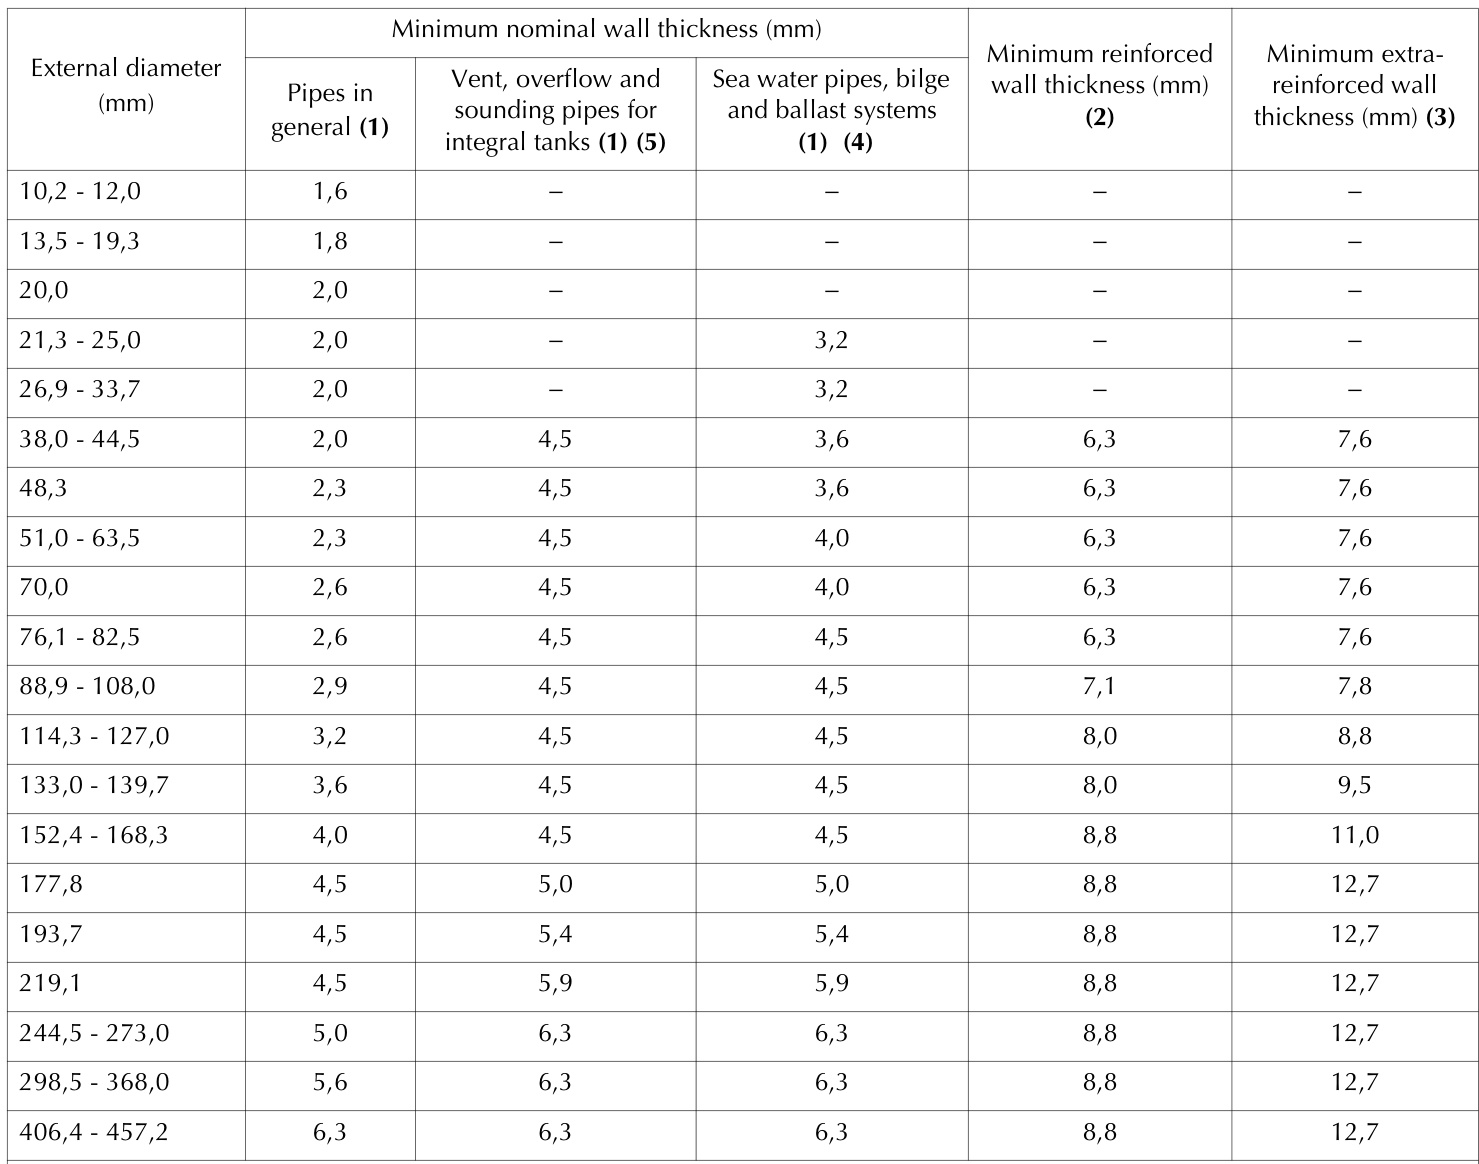 External diameter
(mm)
Minimum nominal wall thickness (mm)
Pipes in
general (1)
Vent, overflow and
sounding pipes for
integral tanks (1) (5)
Sea water pipes, bilge
and ballast systems
(1) (4)
Minimum reinforced
wall thickness (mm)
(2)
Minimum extra-
reinforced wall
thickness (mm) (3)
10,2 - 12,0 1,6 – – – –
13,5 - 19,3 1,8 – – – –
20,0 2,0 – – – –
21,3 - 25,0 2,0 – 3,2 – –
26,9 - 33,7 2,0 – 3,2 – –
38,0 - 44,5 2,0 4,5 3,6 6,3 7,6
48,3 2,3 4,5 3,6 6,3 7,6
51,0 - 63,5 2,3 4,5 4,0 6,3 7,6
70,0 2,6 4,5 4,0 6,3 7,6
76,1 - 82,5 2,6 4,5 4,5 6,3 7,6
88,9 - 108,0 2,9 4,5 4,5 7,1 7,8
114,3 - 127,0 3,2 4,5 4,5 8,0 8,8
133,0 - 139,7 3,6 4,5 4,5 8,0 9,5
152,4 - 168,3 4,0 4,5 4,5 8,8 11,0
177,8 4,5 5,0 5,0 8,8 12,7
193,7 4,5 5,4 5,4 8,8 12,7
219,1 4,5 5,9 5,9 8,8 12,7
244,5 - 273,0 5,0 6,3 6,3 8,8 12,7
298,5 - 368,0 5,6 6,3 6,3 8,8 12,7
406,4 - 457,2 6,3 6,3 6,3 8,8 12,7